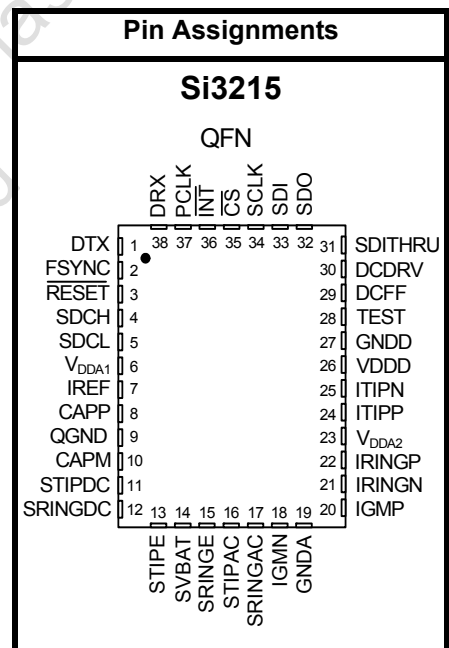 Pin Assignments
Si3215
QFN
DRX
PCLK
INT
CS
SCLK
SDI
SDO
38 37 36 35 34 33 32
DTX 1
FSYNC 2
RESET 3
SDCH 4
SDCL 5
VDDA1 6
IREF 7
CAPP 8
QGND 9
CAPM 10
STIPDC 11
SRINGDC 12
31 SDITHRU
30 DCDRV
29 DCFF
28 TEST
27 GNDD
26 VDDD
25 ITIPN
24 ITIPP
23 VDDA2
22 IRINGP
21 IRINGN
20 IGMP
13 14 15 16 17 18 19
STIPE
SVBAT
SRINGE
STIPAC
SRINGAC
IGMN
GNDA